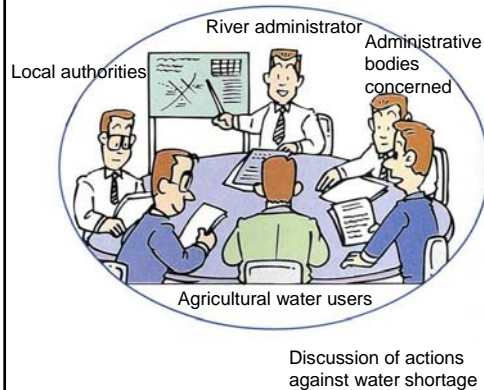 River administrator
Administrative
bodies
concerned
Local authorities
Agricultural water users
Discussion of actions
against water shortage